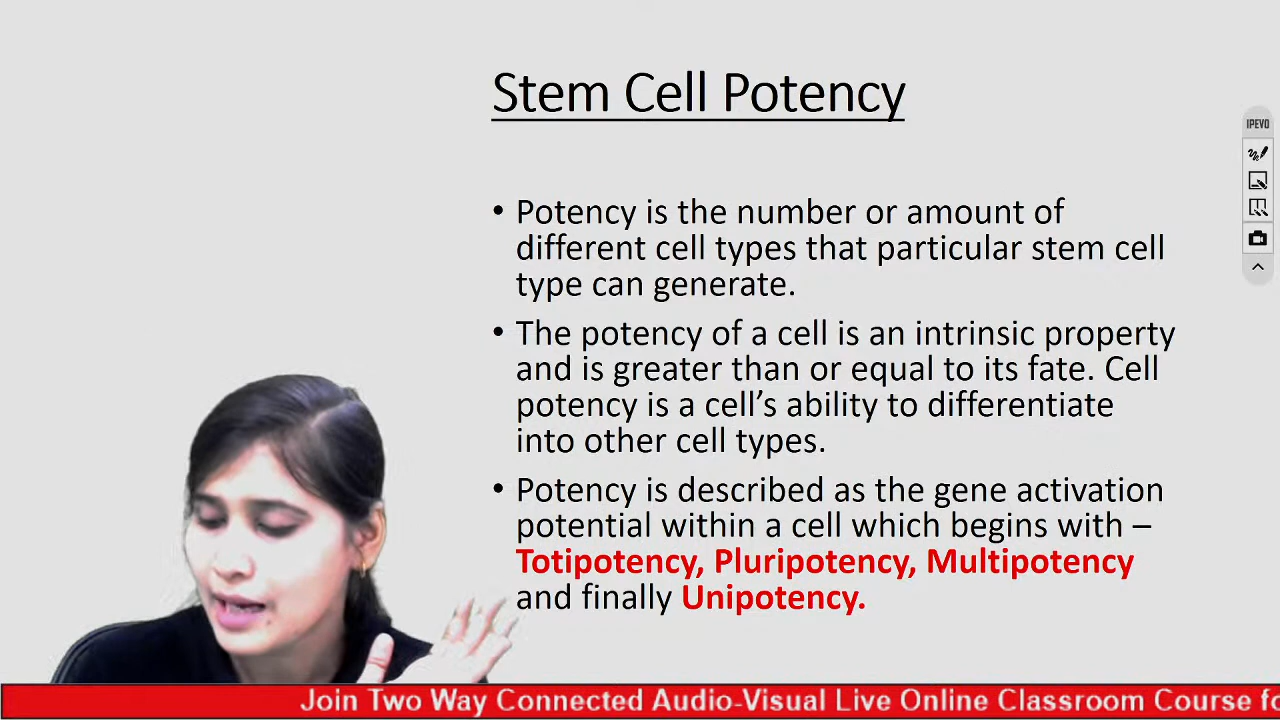 Stem Cell Potency
IPEVO
• Potency is the number or amount of
different cell types that particular stem cell
type can generate.
• The potency of a cell is an intrinsic property
and is greater than or equal to its fate. Cell
potency is a cell’s ability to differentiate
into other cell types.
• Potency is described as the gene activation
potential within a cell which begins with –
Totipotency, Pluripotency, Multipotency
and finally Unipotency.
Join Two Way Connected Audio-Visual Live Online Classroom Course fo